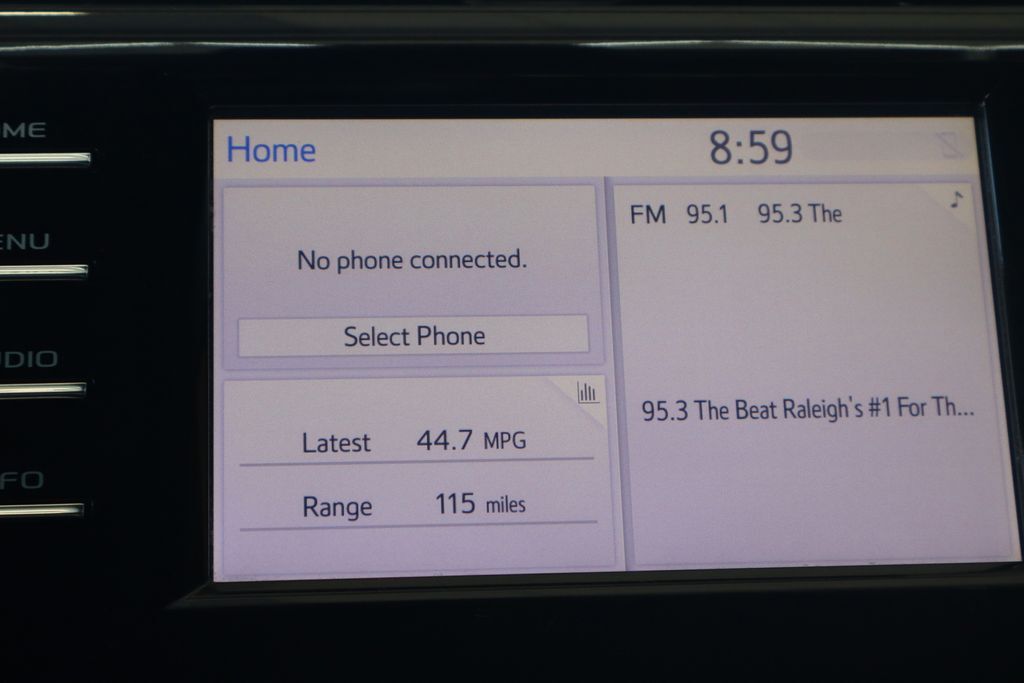 ME
ENU
DIO
FO
Home
8:59
No phone connected.
Select Phone
Latest 44.7 MPG
Range 115 miles
FM 95.1 95.3 The
95.3 The Beat Raleigh's #1 For Th...